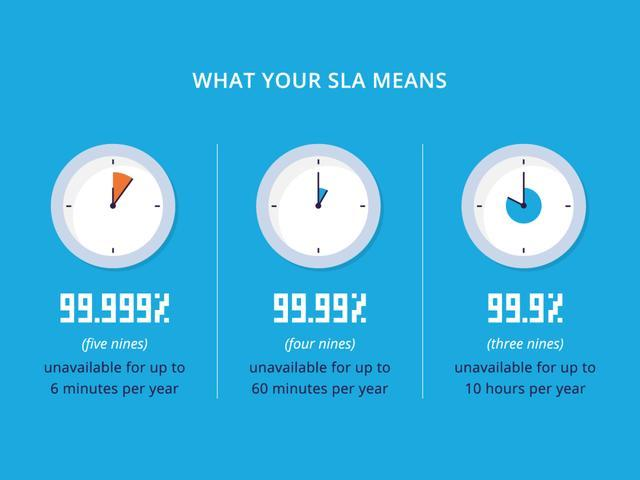 WHAT YOUR SLA MEANS
99.999%
(five nines)
unavailable for up to
6 minutes per year
99.99%
(four nines)
unavailable for up to
60 minutes per year
99.9%
(three nines)
unavailable for up to
10 hours per year